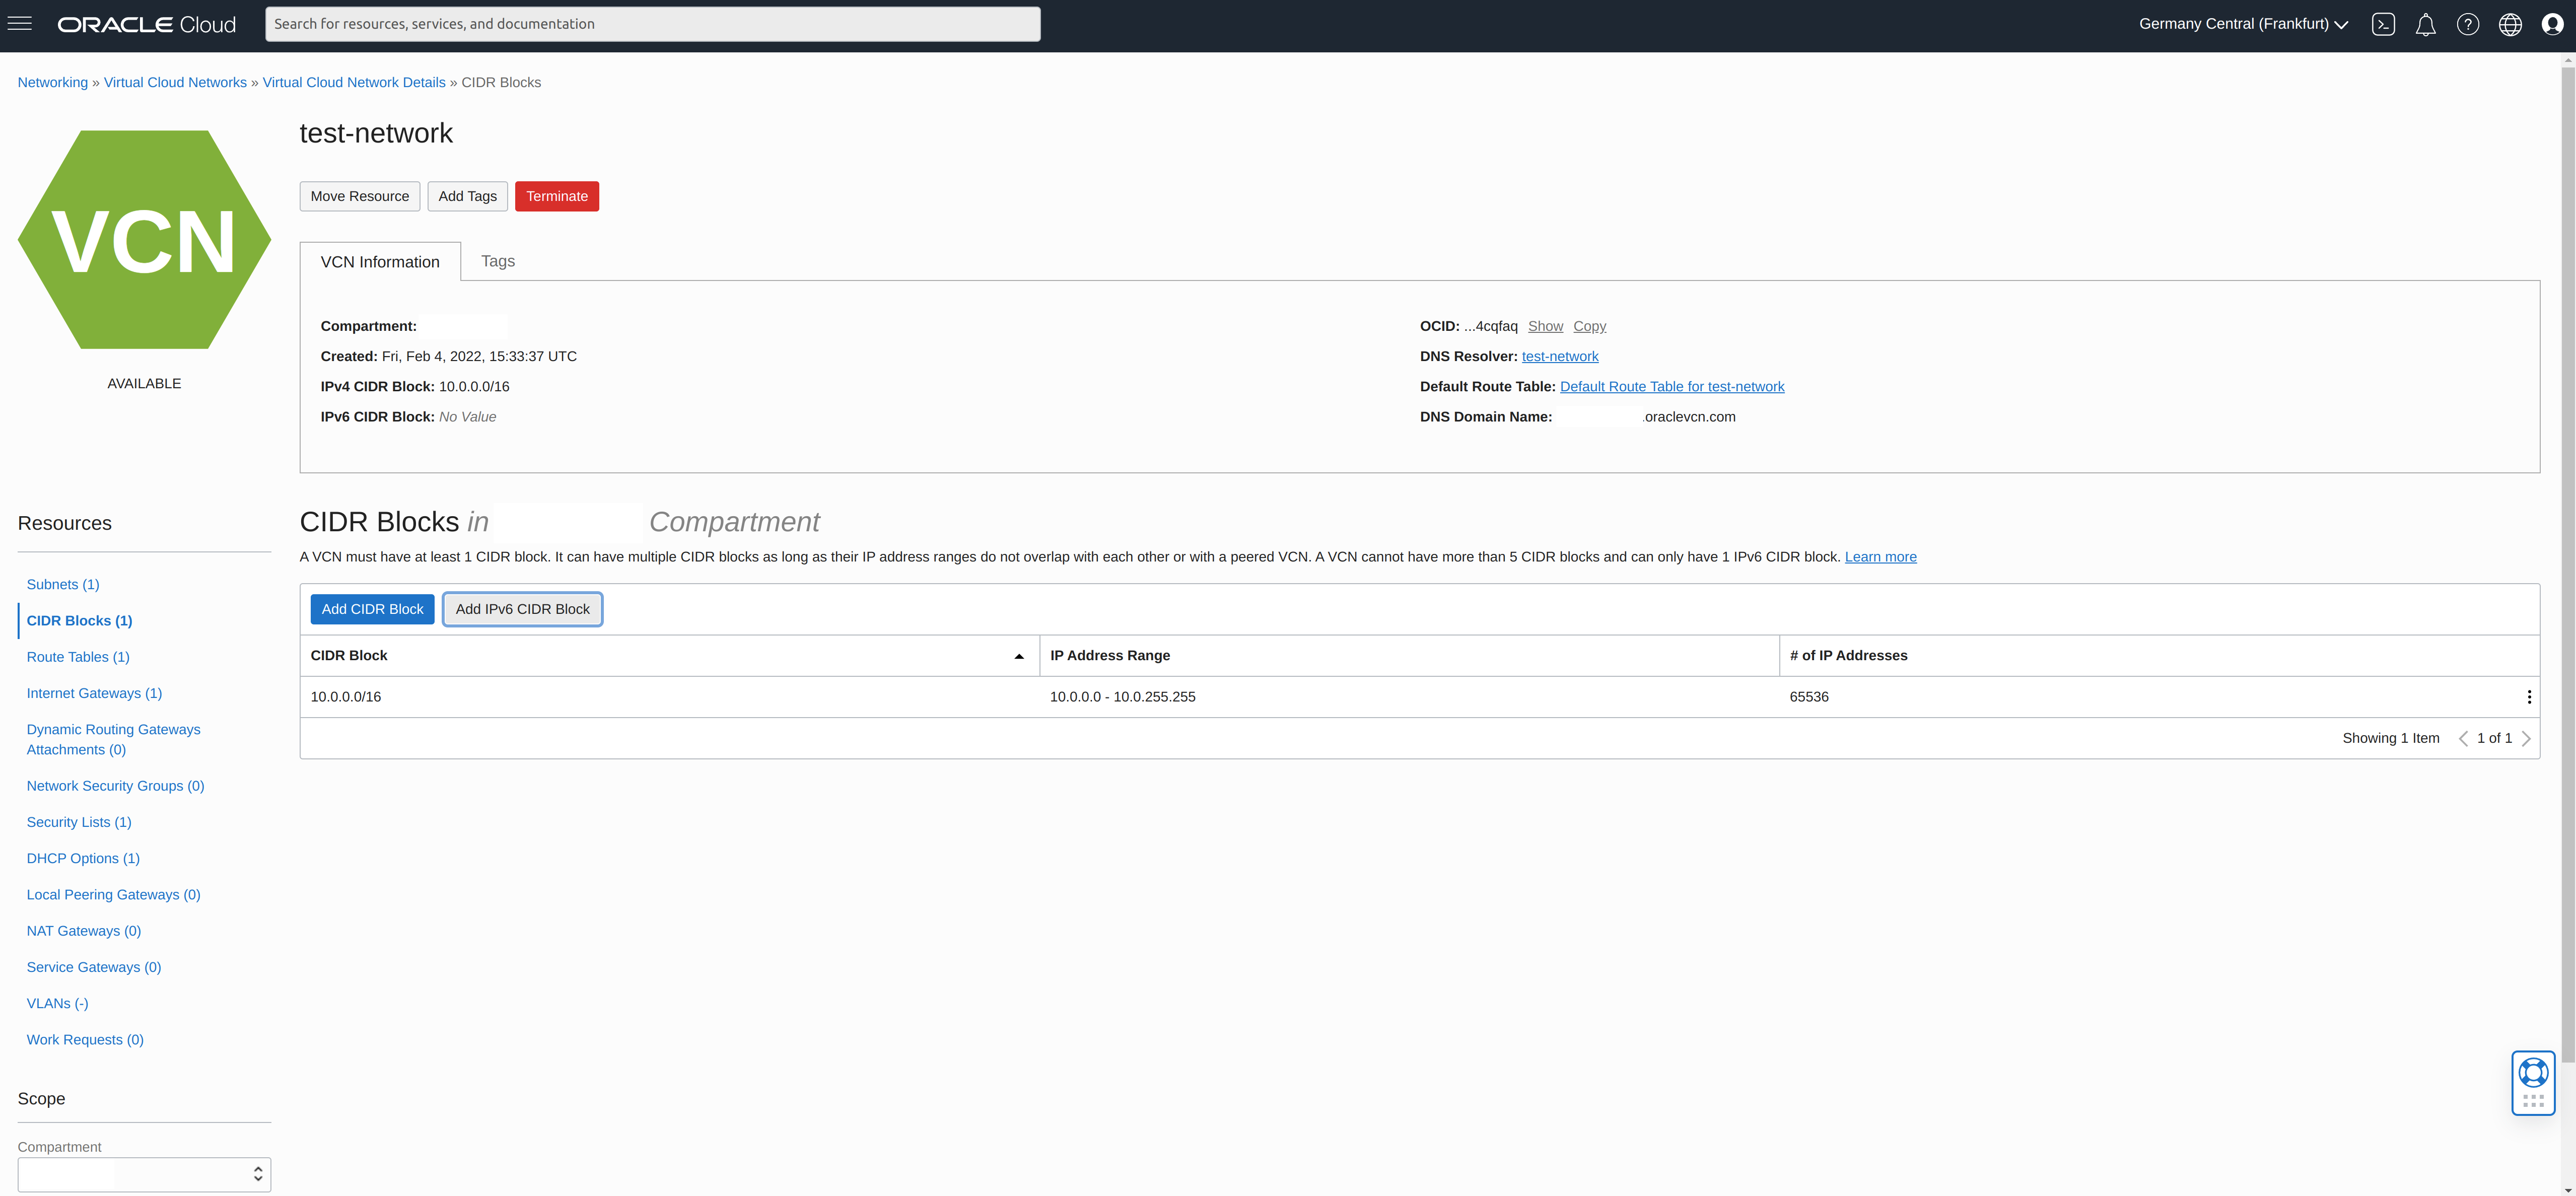 ORACLE Cloud
Search for resources, services, and documentation
Germany Central (Frankfurt)
Networking » Virtual Cloud Networks » Virtual Cloud Network Details » CIDR Blocks
VCN
AVAILABLE
test-network
Move Resource
Add Tags
Terminate
VCN Information
Tags
Compartment:
Created: Fri, Feb 4, 2022, 15:33:37 UTC
IPv4 CIDR Block: 10.0.0.0/16
IPv6 CIDR Block: No Value
OCID: ...4cqfaq Show Copy
DNS Resolver: test-network
Default Route Table: Default Route Table for test-network
DNS Domain Name: .oraclevcn.com
Resources
Subnets (1)
CIDR Blocks (1)
Route Tables (1)
Internet Gateways (1)
Dynamic Routing Gateways
Attachments (0)
Network Security Groups (0)
Security Lists (1)
DHCP Options (1)
Local Peering Gateways (0)
NAT Gateways (0)
Service Gateways (0)
VLANs (-)
Work Requests (0)
Scope
Compartment
CIDR Blocks in Compartment
A VCN must have at least 1 CIDR block. It can have multiple CIDR blocks as long as their IP address ranges do not overlap with each other or with a peered VCN. A VCN cannot have more than 5 CIDR blocks and can only have 1 IPv6 CIDR block. Learn more
Add CIDR Block
Add IPv6 CIDR Block
CIDR Block IP Address Range # of IP Addresses
10.0.0.0/16 10.0.0.0 - 10.0.255.255 65536
Showing 1 Item 1 of 1